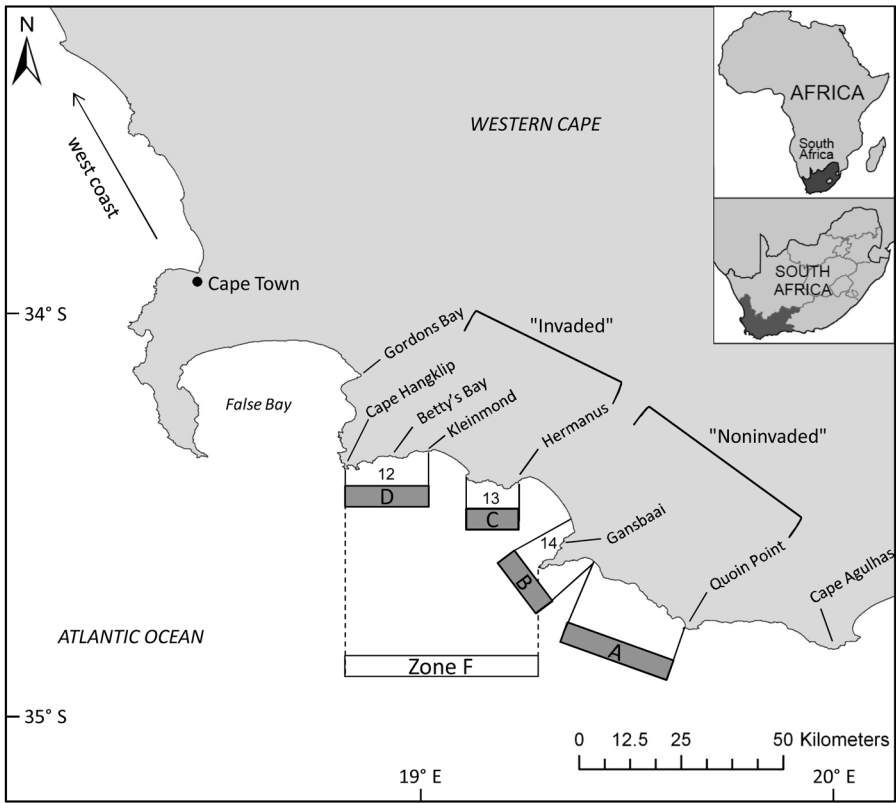 N
west coast
WESTERN CAPE
AFRICA
South
Africa
SOUTH
AFRICA
Cape Town
34° S
Gordons Bay
"Invaded"
Cape Hangklip
Betty's Bay
Kleinmond
False Bay
Hermanus
"Noninvaded"
12
D
13
C
14
Gansbaai
B
Quoin Point
Cape Agulhas
A
ATLANTIC OCEAN
Zone F
35° S
0 12.5 25 50 Kilometers
19° E
20° E